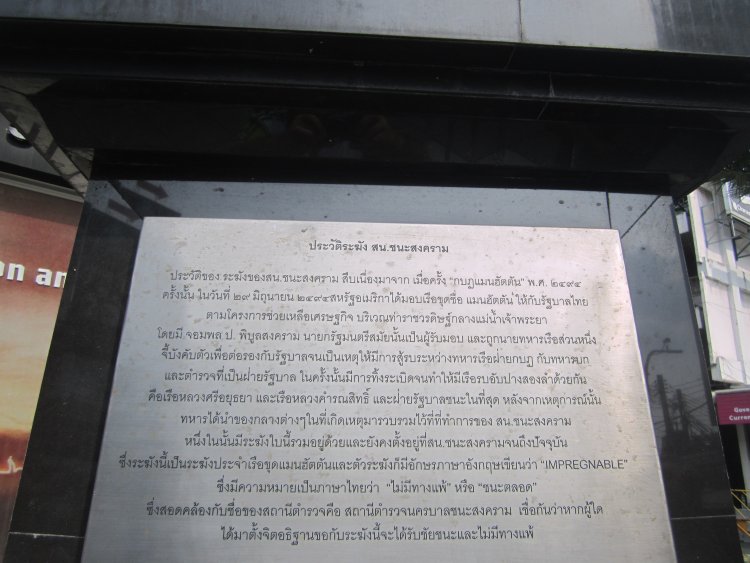 ประวัติระฆัง สน.ชนะสงคราม
ประวัติของ ระฆังของสน.ชนะสงคราม สืบเนื่องมาจาก เมื่อครั้ง "กบฏแมนฮัตตัน" พ.ศ. ๒๔๙๔
ครั้งนั้น ในวันที่ ๒๙ มิถุนายน ๒๔๙๔สหรัฐอเมริกาได้มอบเรือขุดชื่อ แมนฮัตตัน ให้กับรัฐบาลไทย
ตามโครงการช่วยเหลือเศรษฐกิจ บริเวณท่าราชวรดิษฐ์กลางแม่น้ำเจ้าพระยา
โดยมี จอมพล ป. พิบูลสงคราม นายกรัฐมนตรีสมัยนั้นเป็นผู้รับมอบ และถูกนายทหารเรือส่วนหนึ่ง
จี้บังคับตัวเพื่อต่อรองกับรัฐบาลจนเป็นเหตุให้มีการสู้รบระหว่างทหารเรือฝ่ายกบฏ กับทหารบก
และตำรวจที่เป็นฝ่ายรัฐบาล ในครั้งนั้นมีการทิ้งระเบิดจนทำให้มีเรือรบอับปางสองลำด้วยกัน
คือเรือหลวงศรีอยุธยา และเรือหลวงคำรณสิทธิ์ และฝ่ายรัฐบาลชนะในที่สุด หลังจากเหตุการณ์นั้น
ทหารได้นำของกลางต่างๆในที่เกิดเหตุมารวบรวมไว้ที่ที่ทำการของ สน.ชนะสงคราม
หนึ่งในนั้นมีระฆังใบนี้รวมอยู่ด้วยและยังคงตั้งอยู่ที่สน.ชนะสงครามจนถึงปัจจุบัน
ซึ่งระฆังนี้เป็นระฆังประจำเรือขุดแมนฮัตตันและตัวระฆังก็มีอักษรภาษาอังกฤษเขียนว่า "IMPREGNABLE"
ซึ่งมีความหมายเป็นภาษาไทยว่า "ไม่มีทางแพ้" หรือ "ชนะตลอด"
ซึ่งสอดคล้องกับชื่อของสถานีตำรวจคือ สถานีตำรวจนครบาลชนะสงคราม เชื่อกันว่าหากผู้ใด
ได้มาตั้งจิตอธิฐานขอกับระฆังนี้จะได้รับชัยชนะและไม่มีทางแพ้
on an